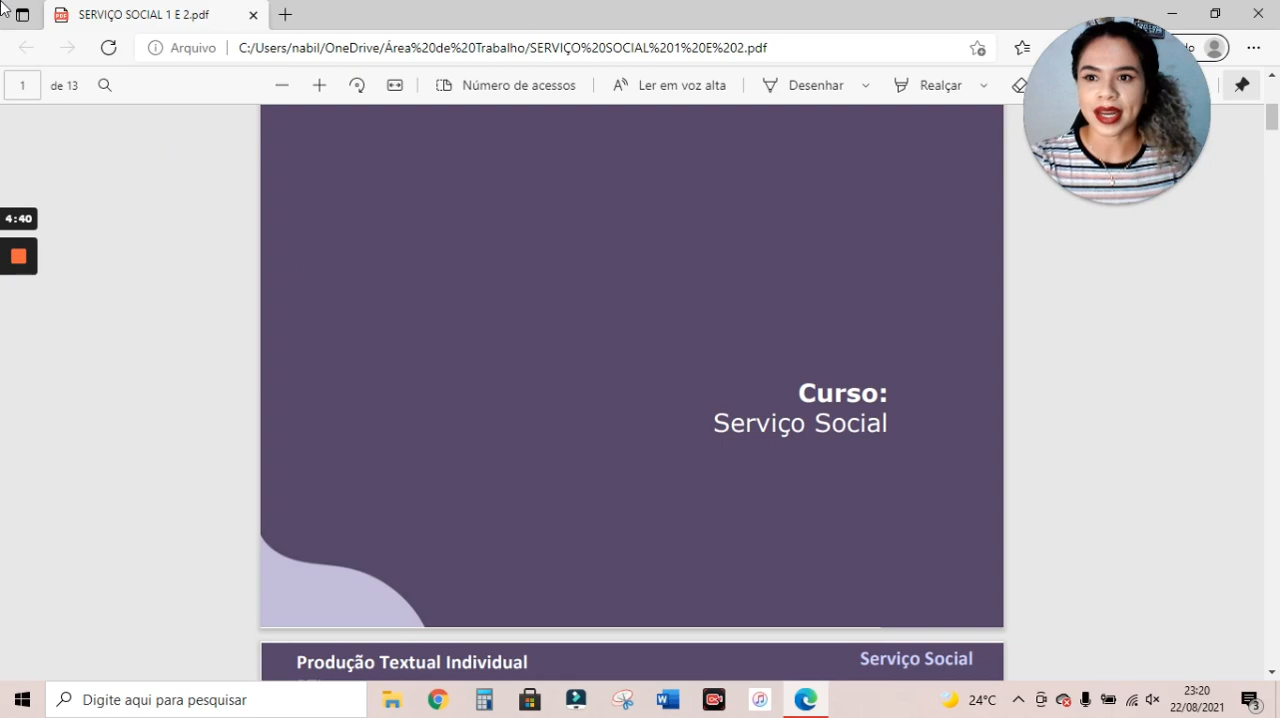 SERVIÇO SOCIAL 1 E 2.pdf
Arquivo
C:/Users/nabil/OneDrive/Área%20de%20Trabalho/SERVIÇO%20SOCIAL%201%20E%202.pdf
1 de 13
Número de acessos
Ler em voz alta
Desenhar
Realçar
4:40
Curso:
Serviço Social
Produção Textual Individual
Serviço Social
Digite aqui para pesquisar
24°C
23:20
22/08/2021
3